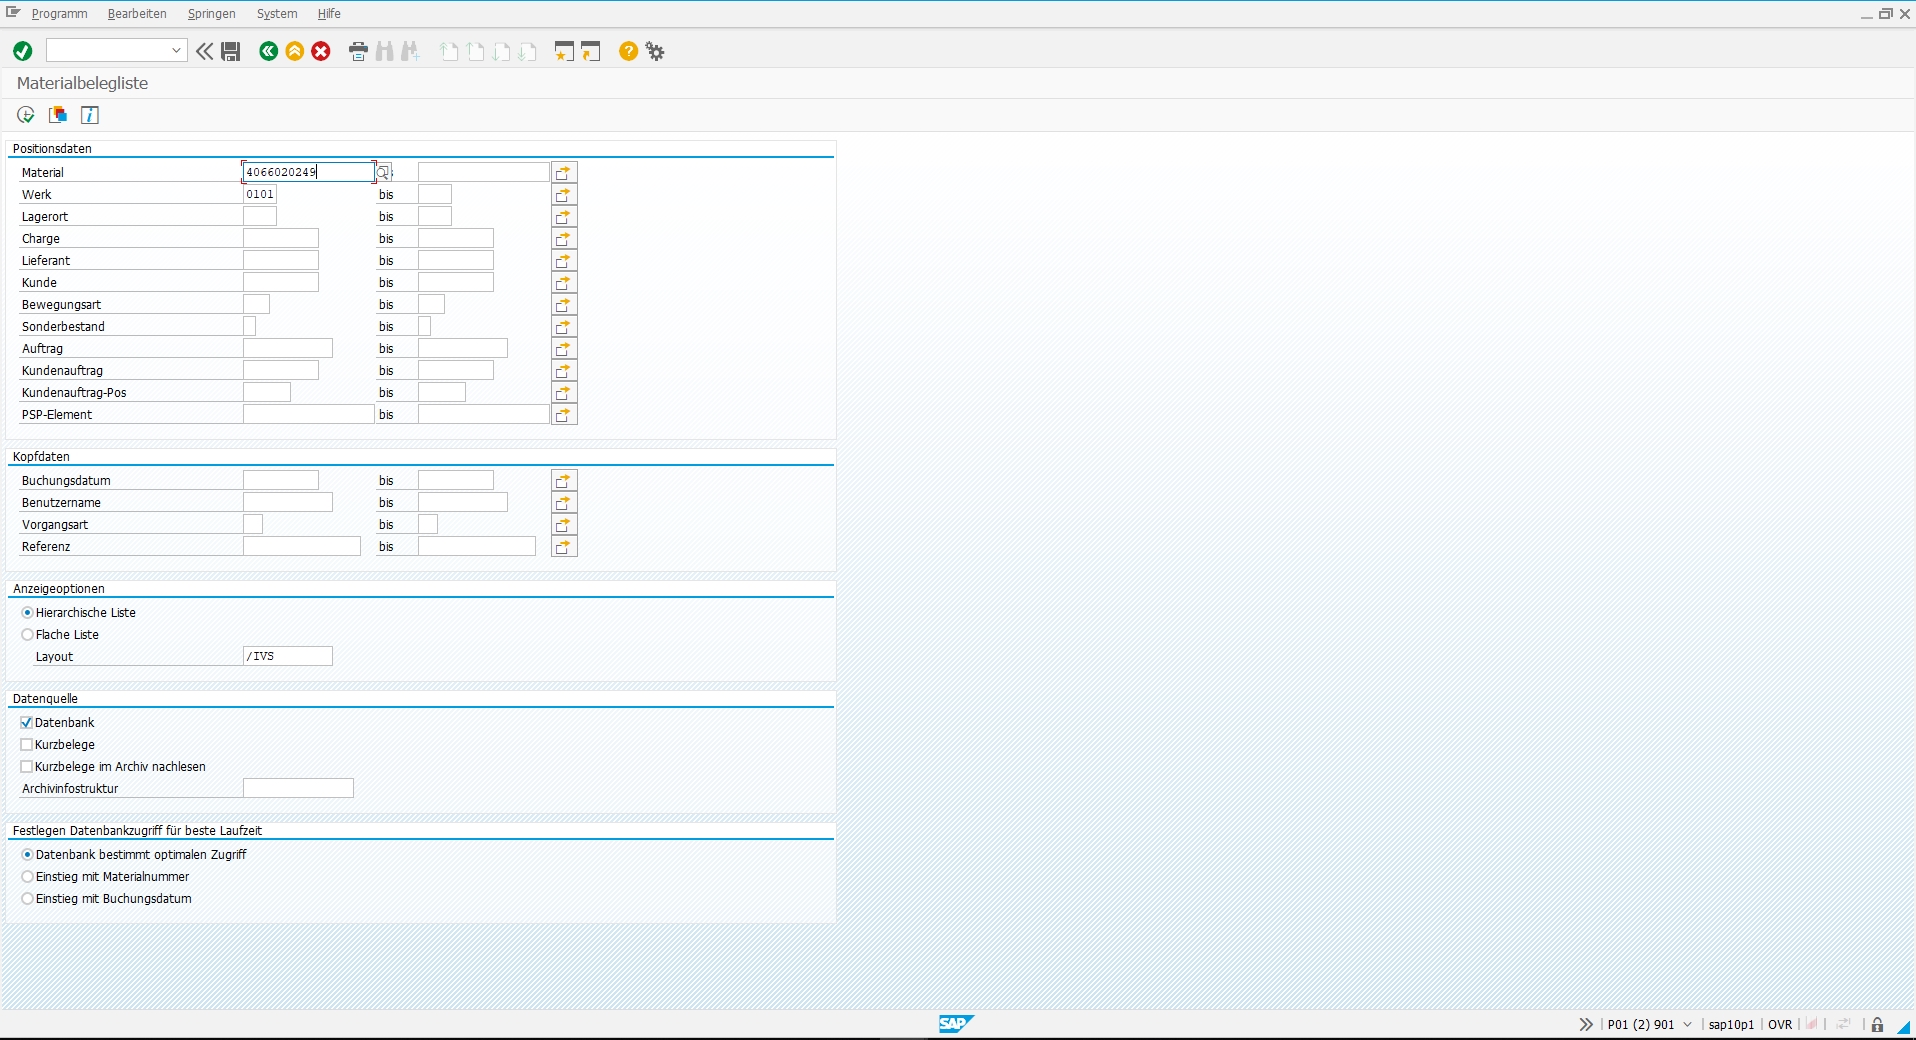 Programm Bearbeiten Springen System Hilfe
Materialbelegliste
Positionsdaten
Material 4066020249
Werk 0101 bis
Lagerort bis
Charge bis
Lieferant bis
Kunde bis
Bewegungsart bis
Sonderbestand bis
Auftrag bis
Kundenauftrag bis
Kundenauftrag-Pos bis
PSP-Element bis
Kopfdaten
Buchungsdatum bis
Benutzername bis
Vorgangsart bis
Referenz bis
Anzeigeoptionen
Hierarchische Liste
Flache Liste
Layout /IVS
Datenquelle
Datenbank
Kurzbelege
Kurzbelege im Archiv nachlesen
Archivinfostruktur
Festlegen Datenbankzugriff für beste Laufzeit
Datenbank bestimmt optimalen Zugriff
Einstieg mit Materialnummer
Einstieg mit Buchungsdatum
SAP P01 (2) 901 sap10p1 OVR